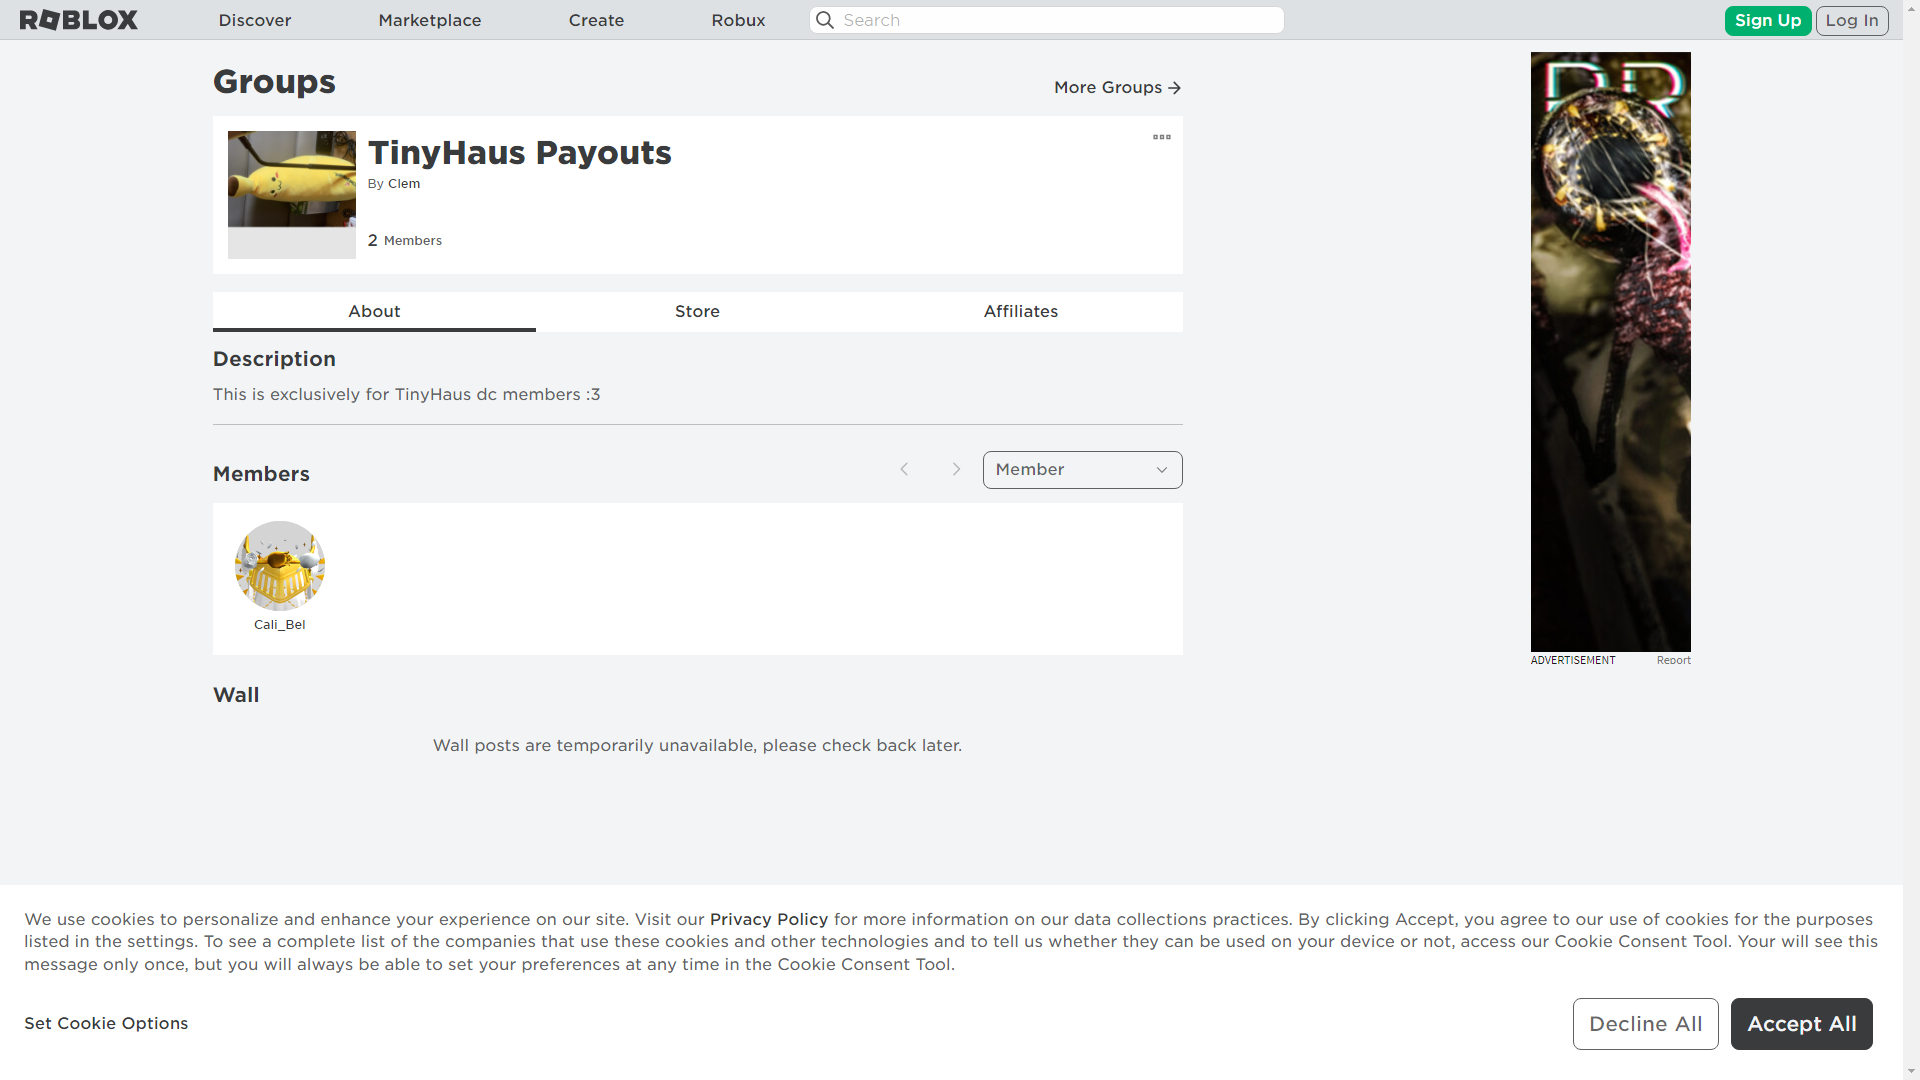 ROBLOX
Discover
Marketplace
Create
Robux
Search
Sign Up
Log In
Groups
More Groups
TinyHaus Payouts
By Clem
2 Members
About
Store
Affiliates
Description
This is exclusively for TinyHaus dc members :3
Members
Member
Cali_Bel
Wall
Wall posts are temporarily unavailable, please check back later.
DR
ADVERTISEMENT
Report
We use cookies to personalize and enhance your experience on our site. Visit our Privacy Policy for more information on our data collections practices. By clicking Accept, you agree to our use of cookies for the purposes
listed in the settings. To see a complete list of the companies that use these cookies and other technologies and to tell us whether they can be used on your device or not, access our Cookie Consent Tool. Your will see this
message only once, but you will always be able to set your preferences at any time in the Cookie Consent Tool.
Set Cookie Options
Decline All
Accept All